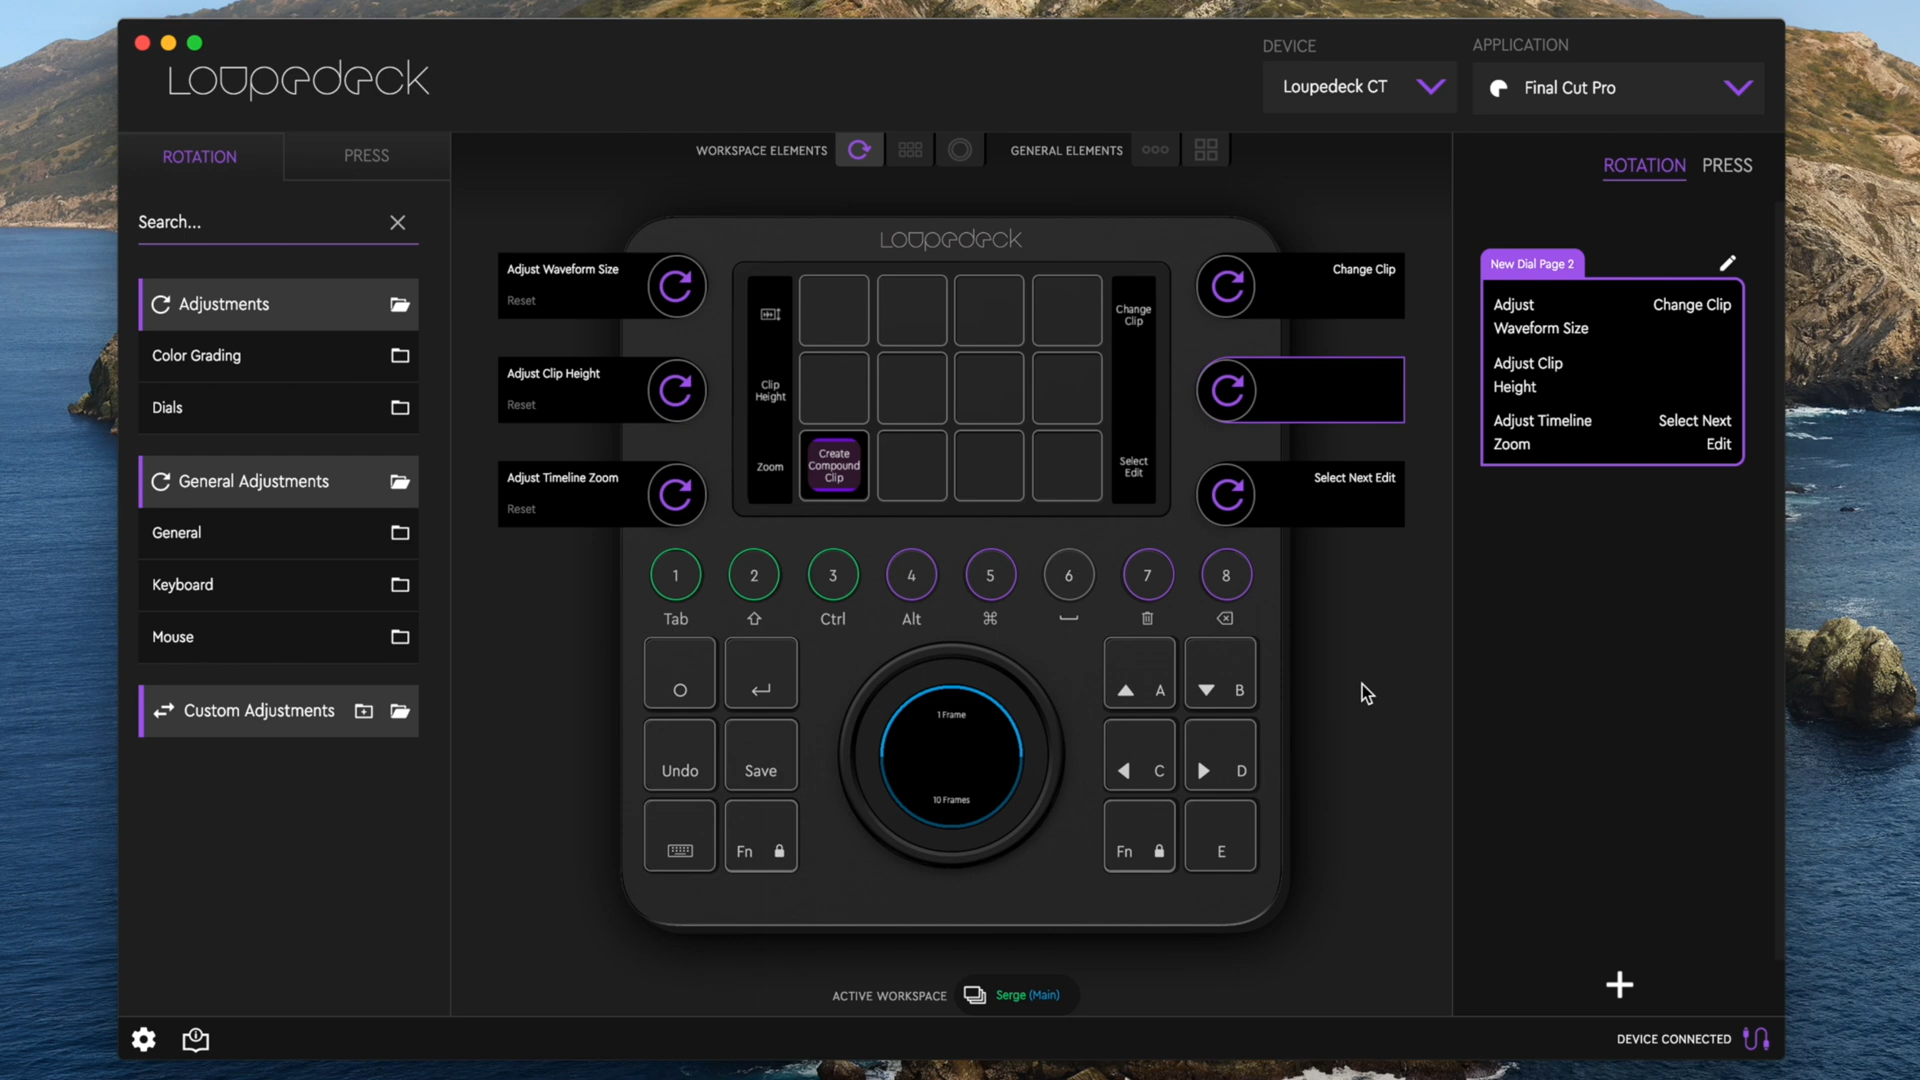 Loupedeck
DEVICE
Loupedeck CT
APPLICATION
Final Cut Pro
ROTATION
PRESS
Search...
Adjustments
Color Grading
Dials
General Adjustments
General
Keyboard
Mouse
Custom Adjustments
WORKSPACE ELEMENTS
GENERAL ELEMENTS
Loupedeck
Adjust Waveform Size
Reset
Adjust Clip Height
Reset
Adjust Timeline Zoom
Reset
Clip
Height
Zoom
Create
Compound
Clip
Change
Clip
Select
Edit
Change Clip
Select Next Edit
1
2
3
4
5
6
7
8
Tab
Ctrl
Alt
⌘
Undo
Save
Fn
1 Frame
10 Frames
A
B
C
D
Fn
E
ACTIVE WORKSPACE
Serge (Main)
ROTATION
PRESS
New Dial Page 2
Adjust
Waveform Size
Change Clip
Adjust Clip
Height
Adjust Timeline
Zoom
Select Next
Edit
DEVICE CONNECTED